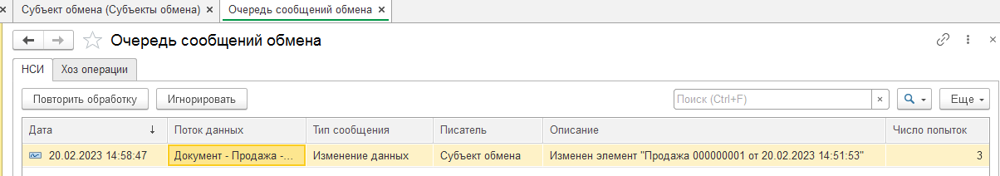 Субъект обмена (Субъекты обмена) × Очередь сообщений обмена ×
Очередь сообщений обмена
НСИ Хоз операции
Повторить обработку Игнорировать Поиск (Ctrl+F) × Еще
Дата ↓ Поток данных Тип сообщения Писатель Описание Число попыток
20.02.2023 14:58:47 Документ - Продажа -... Изменение данных Субъект обмена Изменен элемент "Продажа 000000001 от 20.02.2023 14:51:53" 3